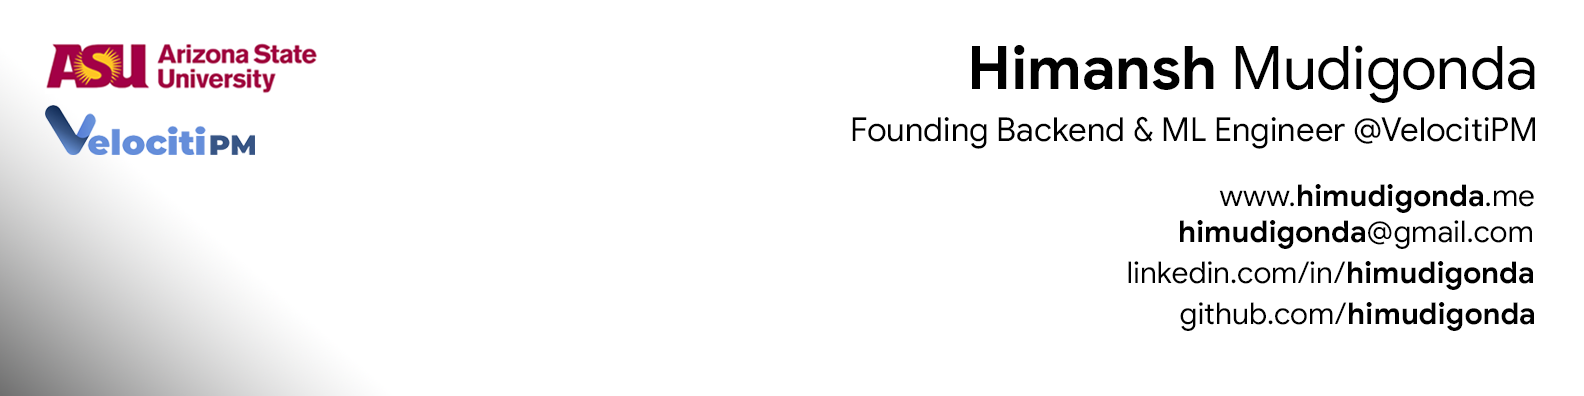 ASU Arizona State
University
VelocitiPM
Himansh Mudigonda
Founding Backend & ML Engineer @VelocitiPM
www.himudigonda.me
himudigonda@gmail.com
linkedin.com/in/himudigonda
github.com/himudigonda